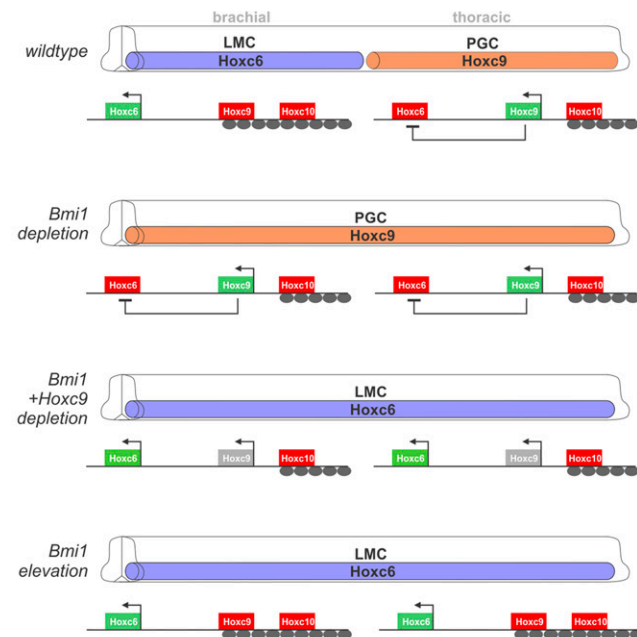 brachial thoracic
wildtype
LMC PGC
Hoxc6 Hoxc9
Hoxc6 Hoxc9 Hoxc10 Hoxc6 Hoxc9 Hoxc10
Bmi1
depletion
PGC
Hoxc9
Hoxc6 Hoxc9 Hoxc10 Hoxc6 Hoxc9 Hoxc10
Bmi1
+Hoxc9
depletion
LMC
Hoxc6
Hoxc6 Hoxc9 Hoxc10 Hoxc6 Hoxc9 Hoxc10
Bmi1
elevation
LMC
Hoxc6
Hoxc6 Hoxc9 Hoxc10 Hoxc6 Hoxc9 Hoxc10